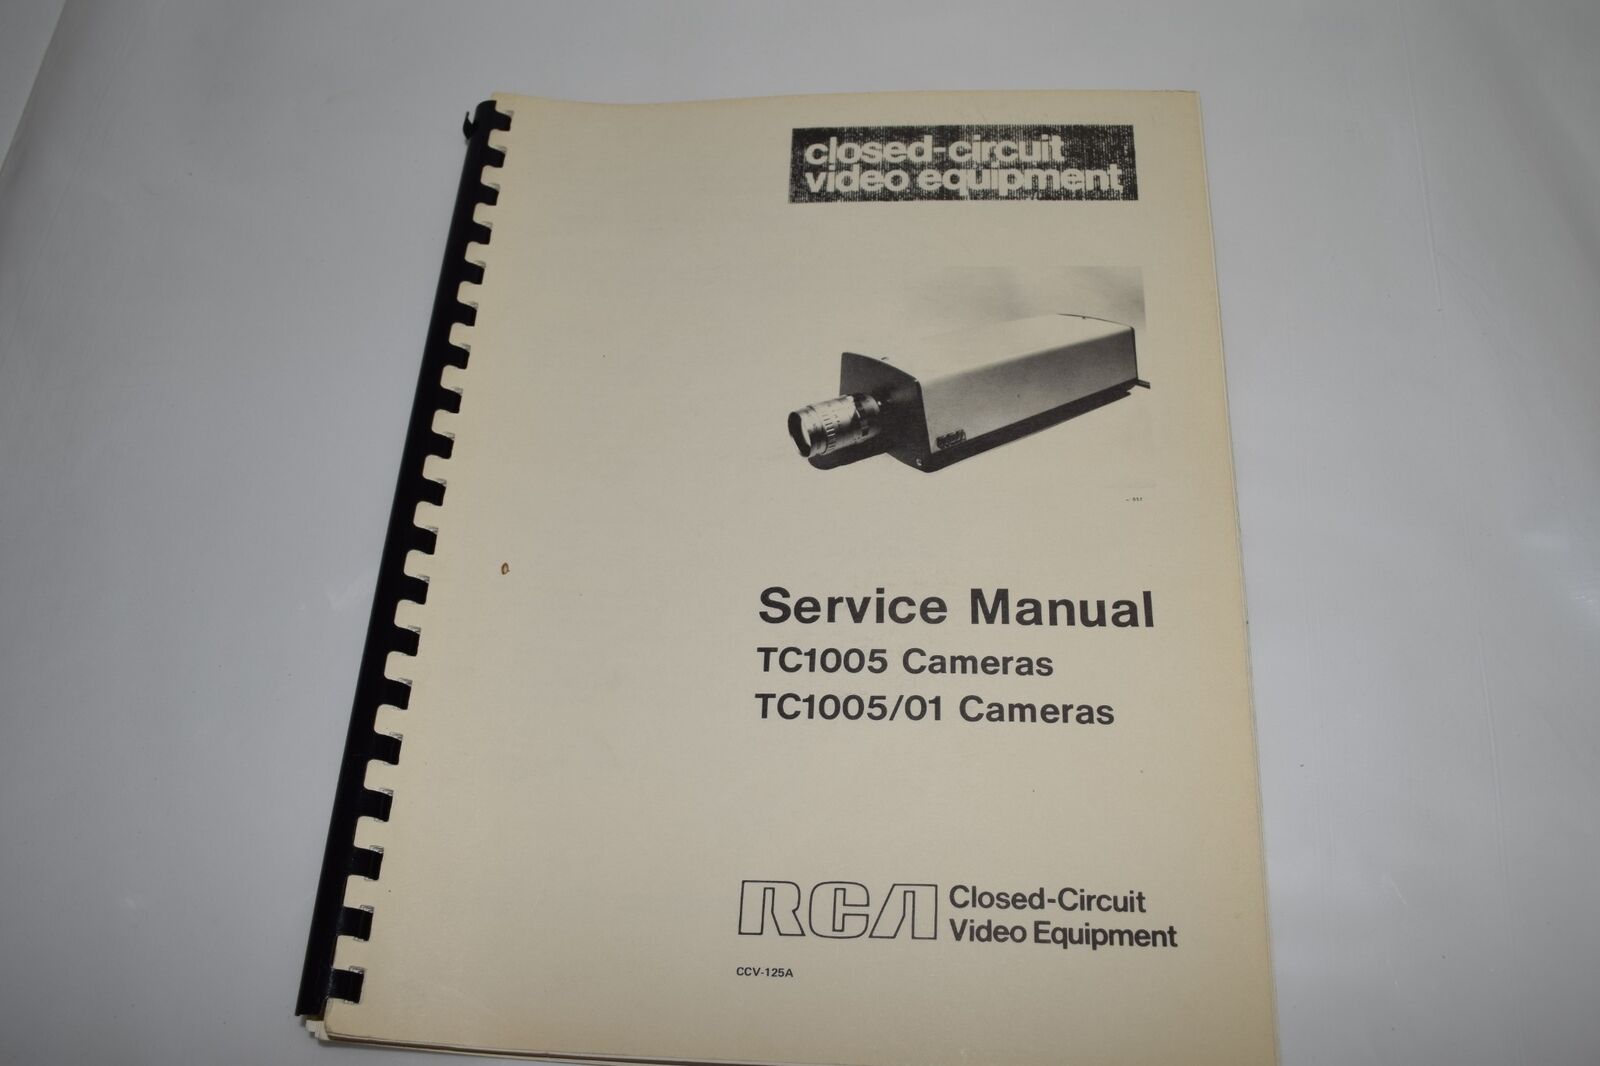 closed-circuit
video equipment
Service Manual
TC1005 Cameras
TC1005/01 Cameras
RCA Closed-Circuit
Video Equipment
CCV-125A